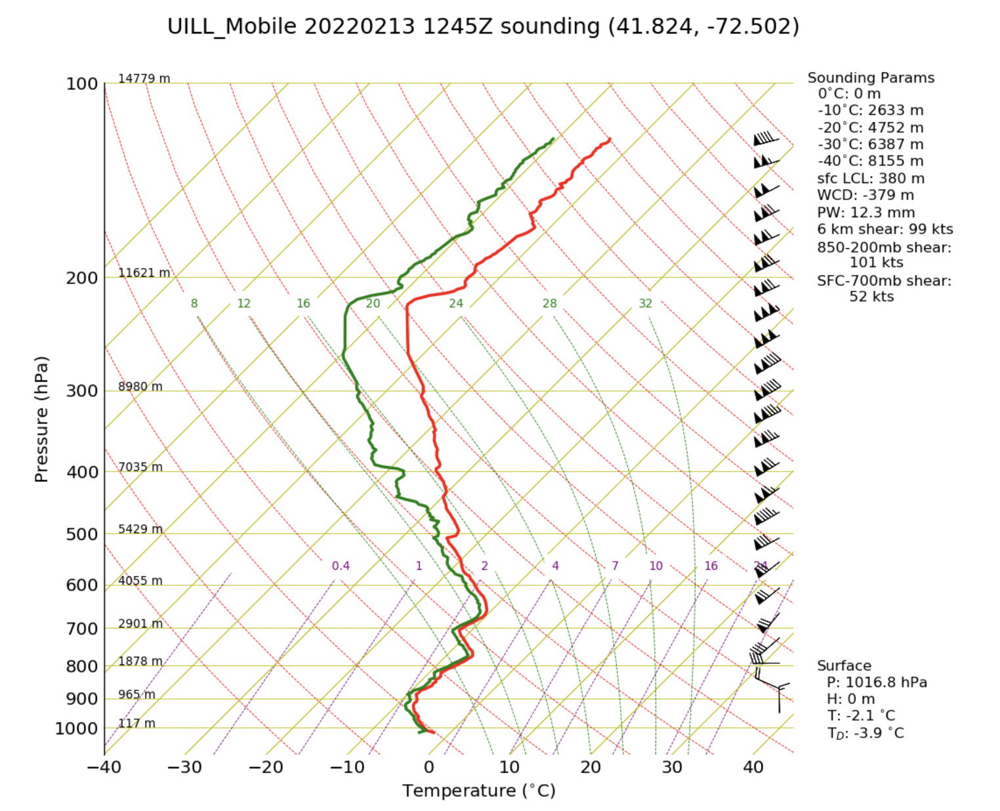 UILL_Mobile 20220213 1245Z sounding (41.824, -72.502)
Sounding Params
0°C: 0 m
-10°C: 2633 m
-20°C: 4752 m
-30°C: 6387 m
-40°C: 8155 m
sfc LCL: 380 m
WCD: -379 m
PW: 12.3 mm
6 km shear: 99 kts
850-200mb shear:
101 kts
SFC-700mb shear:
52 kts
Pressure (hPa)
100 14779 m
200 11621 m
8 12 16 20 24 28 32
300 8980 m
400 7035 m
500 5429 m
0.4 1 2 4 7 10 16 24
600 4055 m
700 2901 m
800 1878 m
900 965 m
1000 117 m
Surface
P: 1016.8 hPa
H: 0 m
T: -2.1 °C
T_D: -3.9 °C
−40 −30 −20 −10 0 10 20 30 40
Temperature (°C)